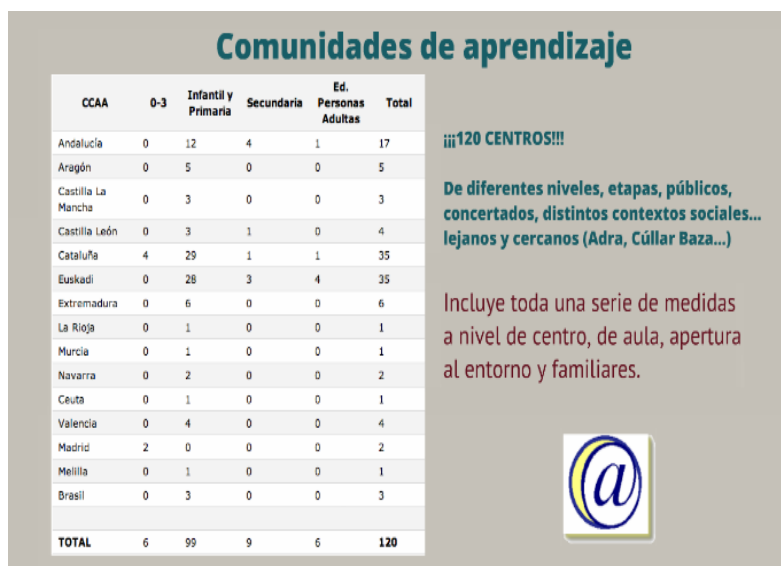 Comunidades de aprendizaje
CCAA 0-3 Infantil y Primaria Secundaria Ed. Personas Adultas Total
Andalucía 0 12 4 1 17
Aragón 0 5 0 0 5
Castilla La Mancha 0 3 0 0 3
Castilla León 0 3 1 0 4
Cataluña 4 29 1 1 35
Euskadi 0 28 3 4 35
Extremadura 0 6 0 0 6
La Rioja 0 1 0 0 1
Murcia 0 1 0 0 1
Navarra 0 2 0 0 2
Ceuta 0 1 0 0 1
Valencia 0 4 0 0 4
Madrid 2 0 0 0 2
Melilla 0 1 0 0 1
Brasil 0 3 0 0 3
TOTAL 6 99 9 6 120
¡¡¡120 CENTROS!!!
De diferentes niveles, etapas, públicos,
concertados, distintos contextos sociales...
lejanos y cercanos (Adra, Cúllar Baza...)
Incluye toda una serie de medidas
a nivel de centro, de aula, apertura
al entorno y familiares.
@